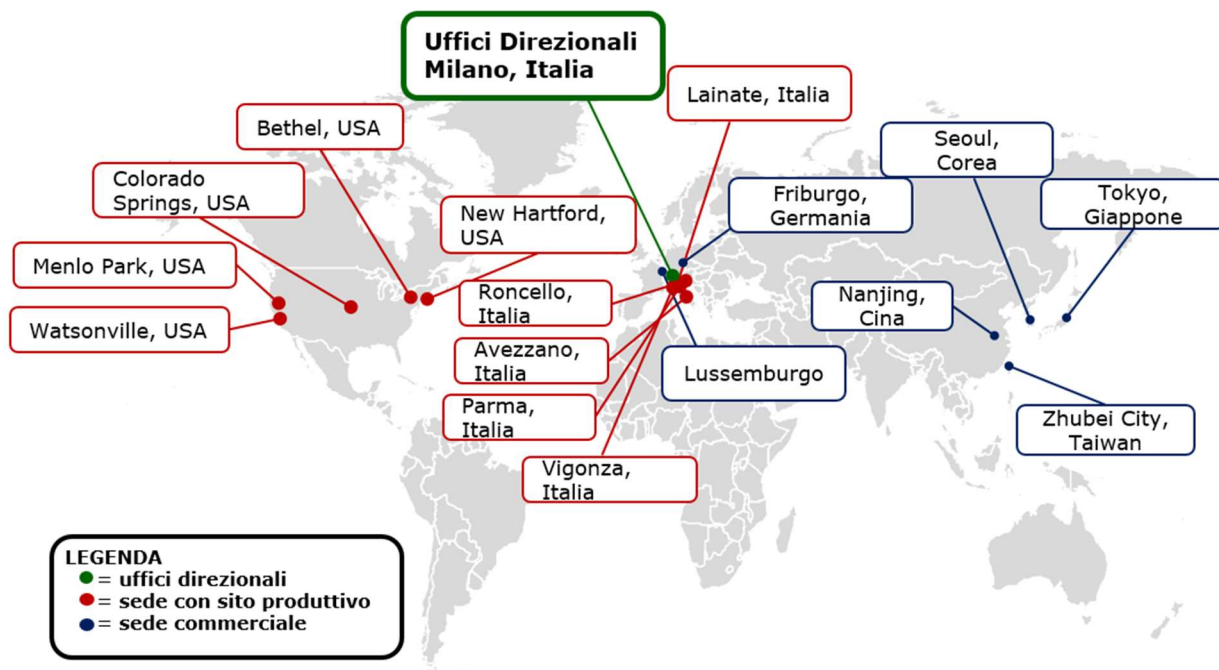 Uffici Direzionali
Milano, Italia
Lainate, Italia
Bethel, USA
Seoul,
Corea
Colorado
Springs, USA
New Hartford,
USA
Friburgo,
Germania
Tokyo,
Giappone
Menlo Park, USA
Roncello,
Italia
Nanjing,
Cina
Watsonville, USA
Avezzano,
Italia
Lussemburgo
Parma,
Italia
Zhubei City,
Taiwan
Vigonza,
Italia
LEGENDA
= uffici direzionali
= sede con sito produttivo
= sede commerciale